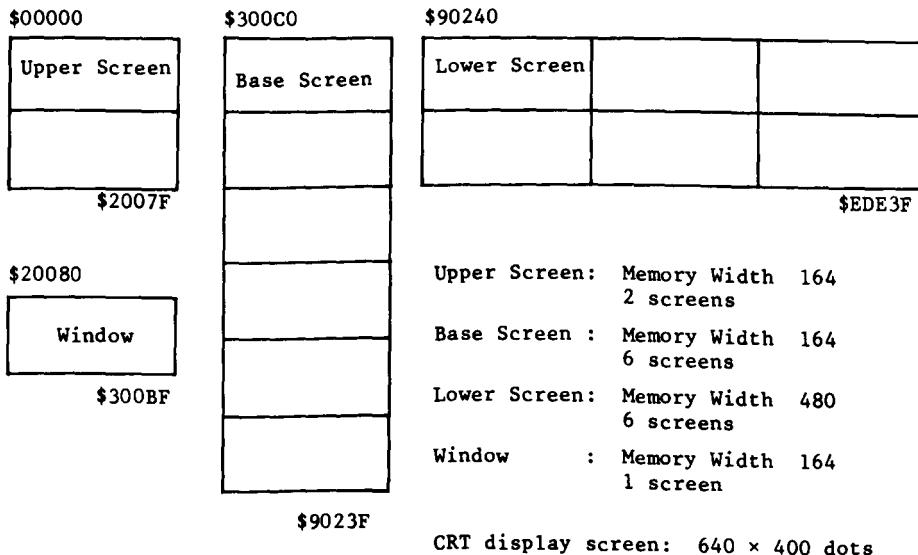 $00000
Upper Screen
$2007F
$20080
Window
$300BF
$300C0
Base Screen
$9023F
$90240
Lower Screen
$EDE3F
Upper Screen: Memory Width 164
2 screens
Base Screen : Memory Width 164
6 screens
Lower Screen: Memory Width 480
6 screens
Window : Memory Width 164
1 screen
CRT display screen: 640 × 400 dots